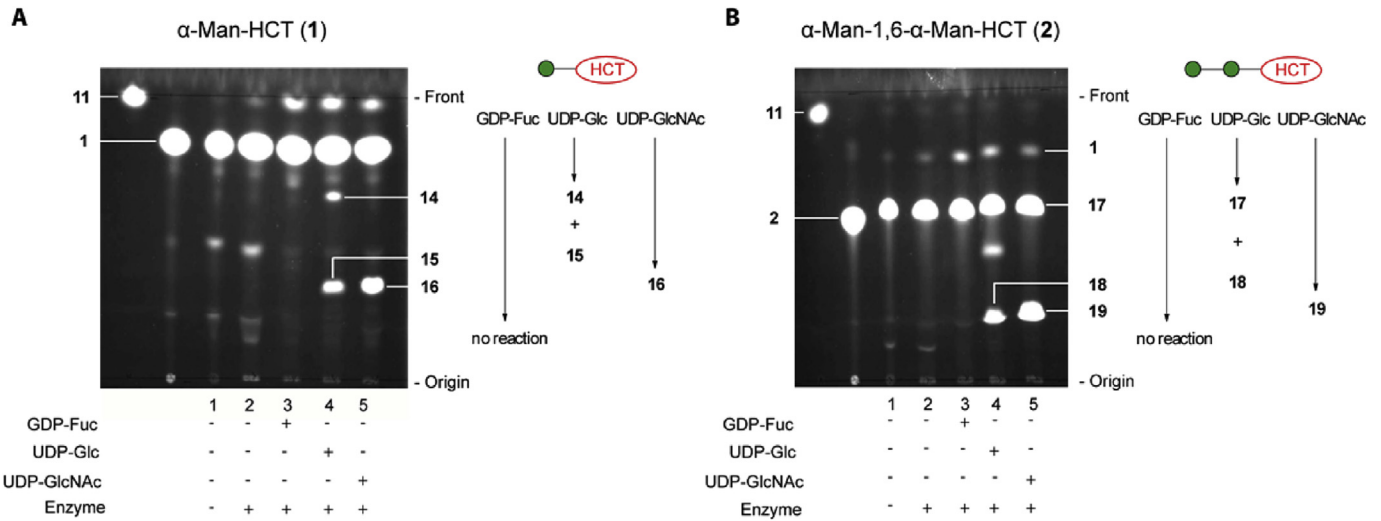 A
α-Man-HCT (1)
11
1
- Front
14
15
16
- Origin
HCT
GDP-Fuc UDP-Glc UDP-GlcNAc
14
+
15
16
no reaction
1 2 3 4 5
GDP-Fuc - - + - -
UDP-Glc - - - + -
UDP-GlcNAc - - - - +
Enzyme - + + + +
B
α-Man-1,6-α-Man-HCT (2)
11
2
- Front
1
17
18
19
- Origin
HCT
GDP-Fuc UDP-Glc UDP-GlcNAc
17
+
18
19
no reaction
1 2 3 4 5
GDP-Fuc - - + - -
UDP-Glc - - - + -
UDP-GlcNAc - - - - +
Enzyme - + + + +